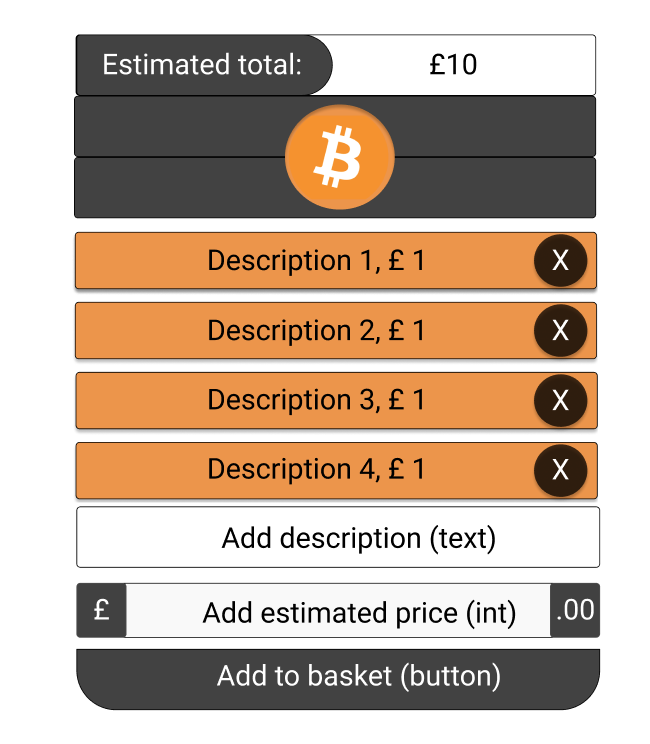 Estimated total: £10
₿
Description 1, £ 1 X
Description 2, £ 1 X
Description 3, £ 1 X
Description 4, £ 1 X
Add description (text)
£ Add estimated price (int) .00
Add to basket (button)